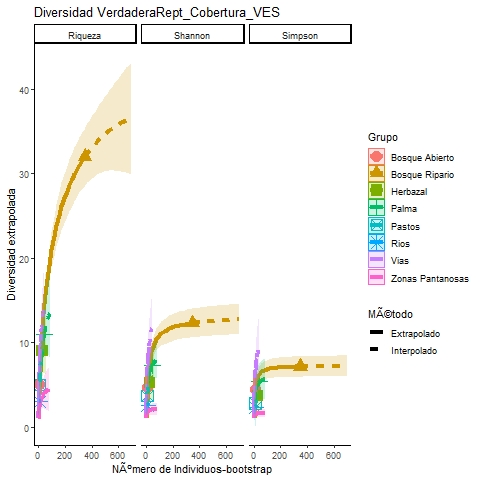 Diversidad VerdaderaRept_Cobertura_VES
Riqueza
Shannon
Simpson
Diversidad extrapolada
40
30
20
10
0
0 200 400 600
0 200 400 600
0 200 400 600
NÃºmero de Individuos-bootstrap
Grupo
Bosque Abierto
Bosque Ripario
Herbazal
Palma
Pastos
Rios
Vias
Zonas Pantanosas
MÃ©todo
Extrapolado
Interpolado